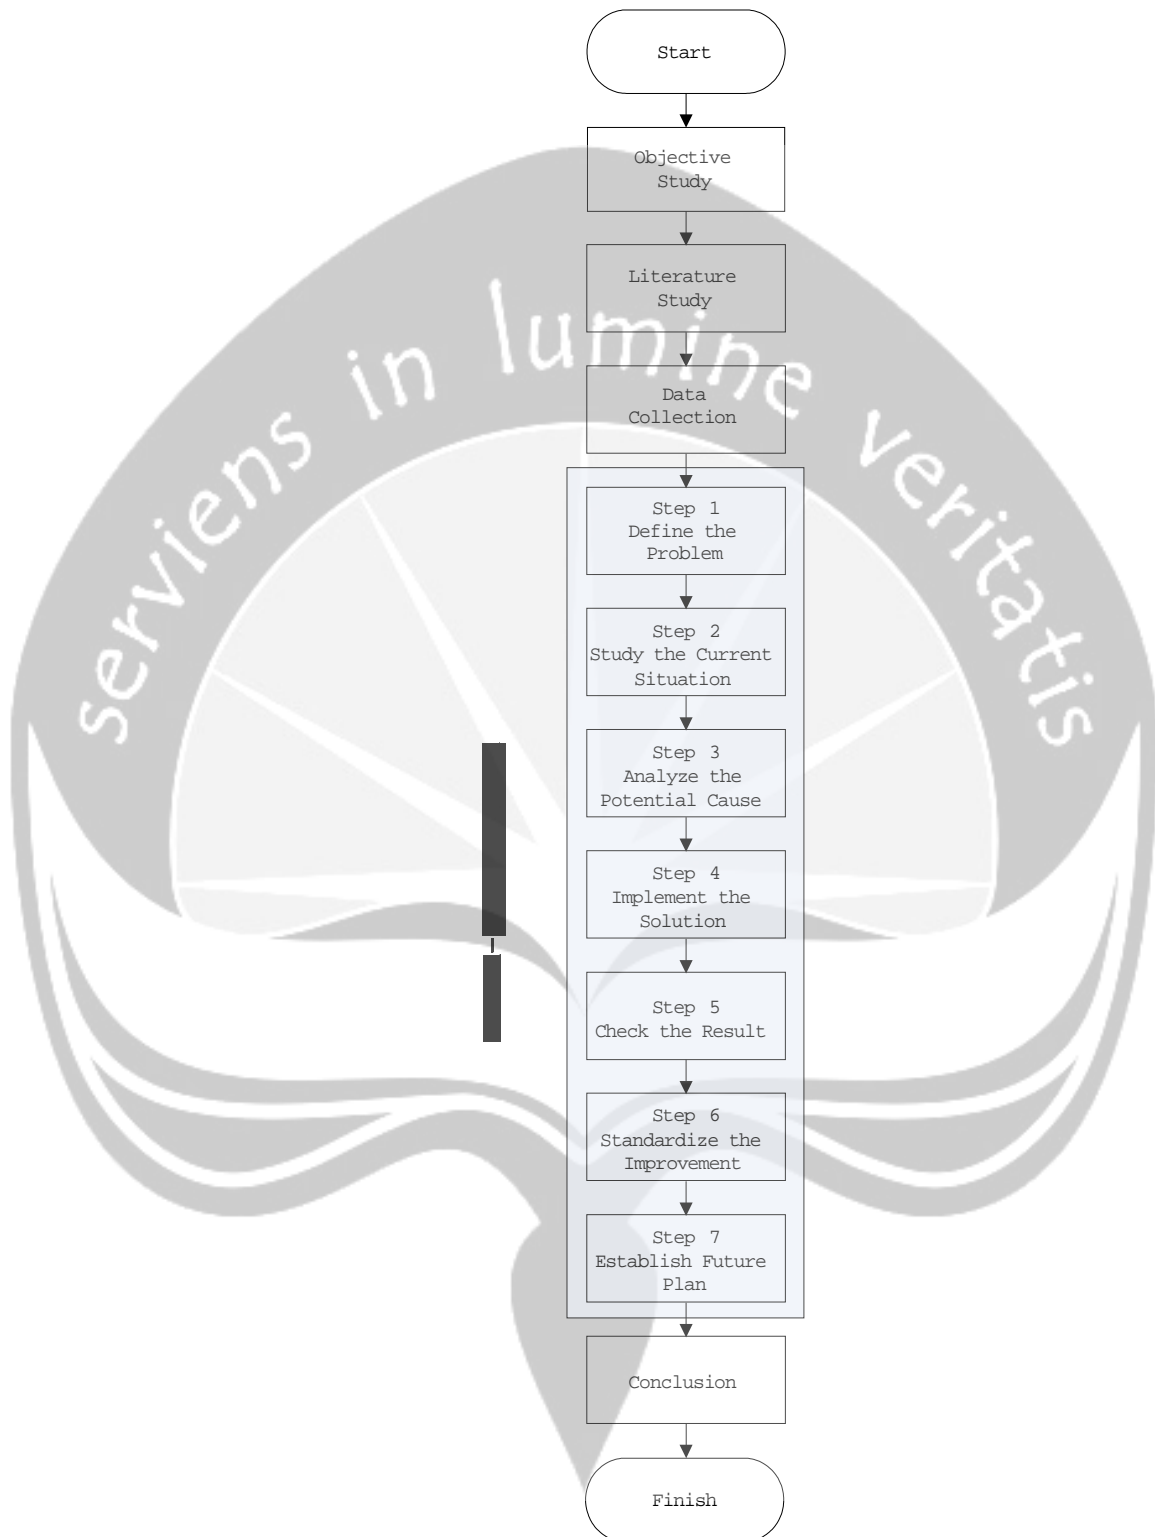 Start
Objective
Study
Literature
Study
serviens in lumine veritatis
Data
Collection
Step 1
Define the
Problem
Step 2
Study the Current
Situation
Step 3
Analyze the
Potential Cause
Step 4
Implement the
Solution
Step 5
Check the Result
Step 6
Standardize the
Improvement
Step 7
Establish Future
Plan
Conclusion
Finish